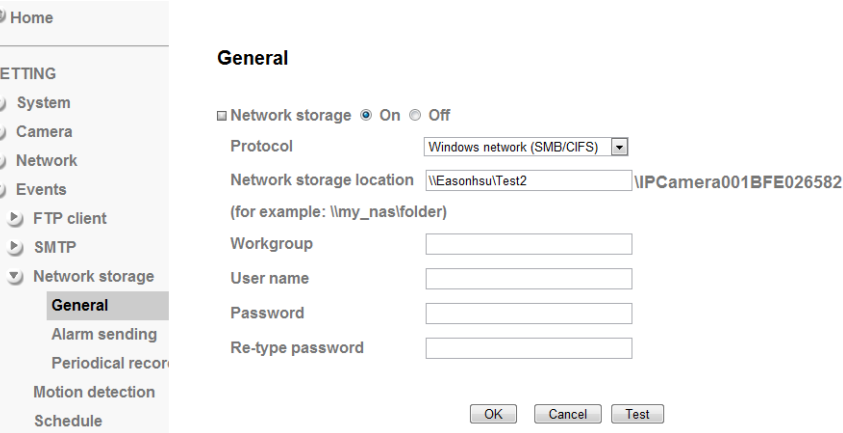 Home
ETTING
System
Camera
Network
Events
FTP client
SMTP
Network storage
General
Alarm sending
Periodical recor
Motion detection
Schedule
General
Network storage On Off
Protocol Windows network (SMB/CIFS)
Network storage location \\Easonhsu\Test2 \IPCamera001BFE026582
(for example: \\my_nas\folder)
Workgroup
User name
Password
Re-type password
OK Cancel Test